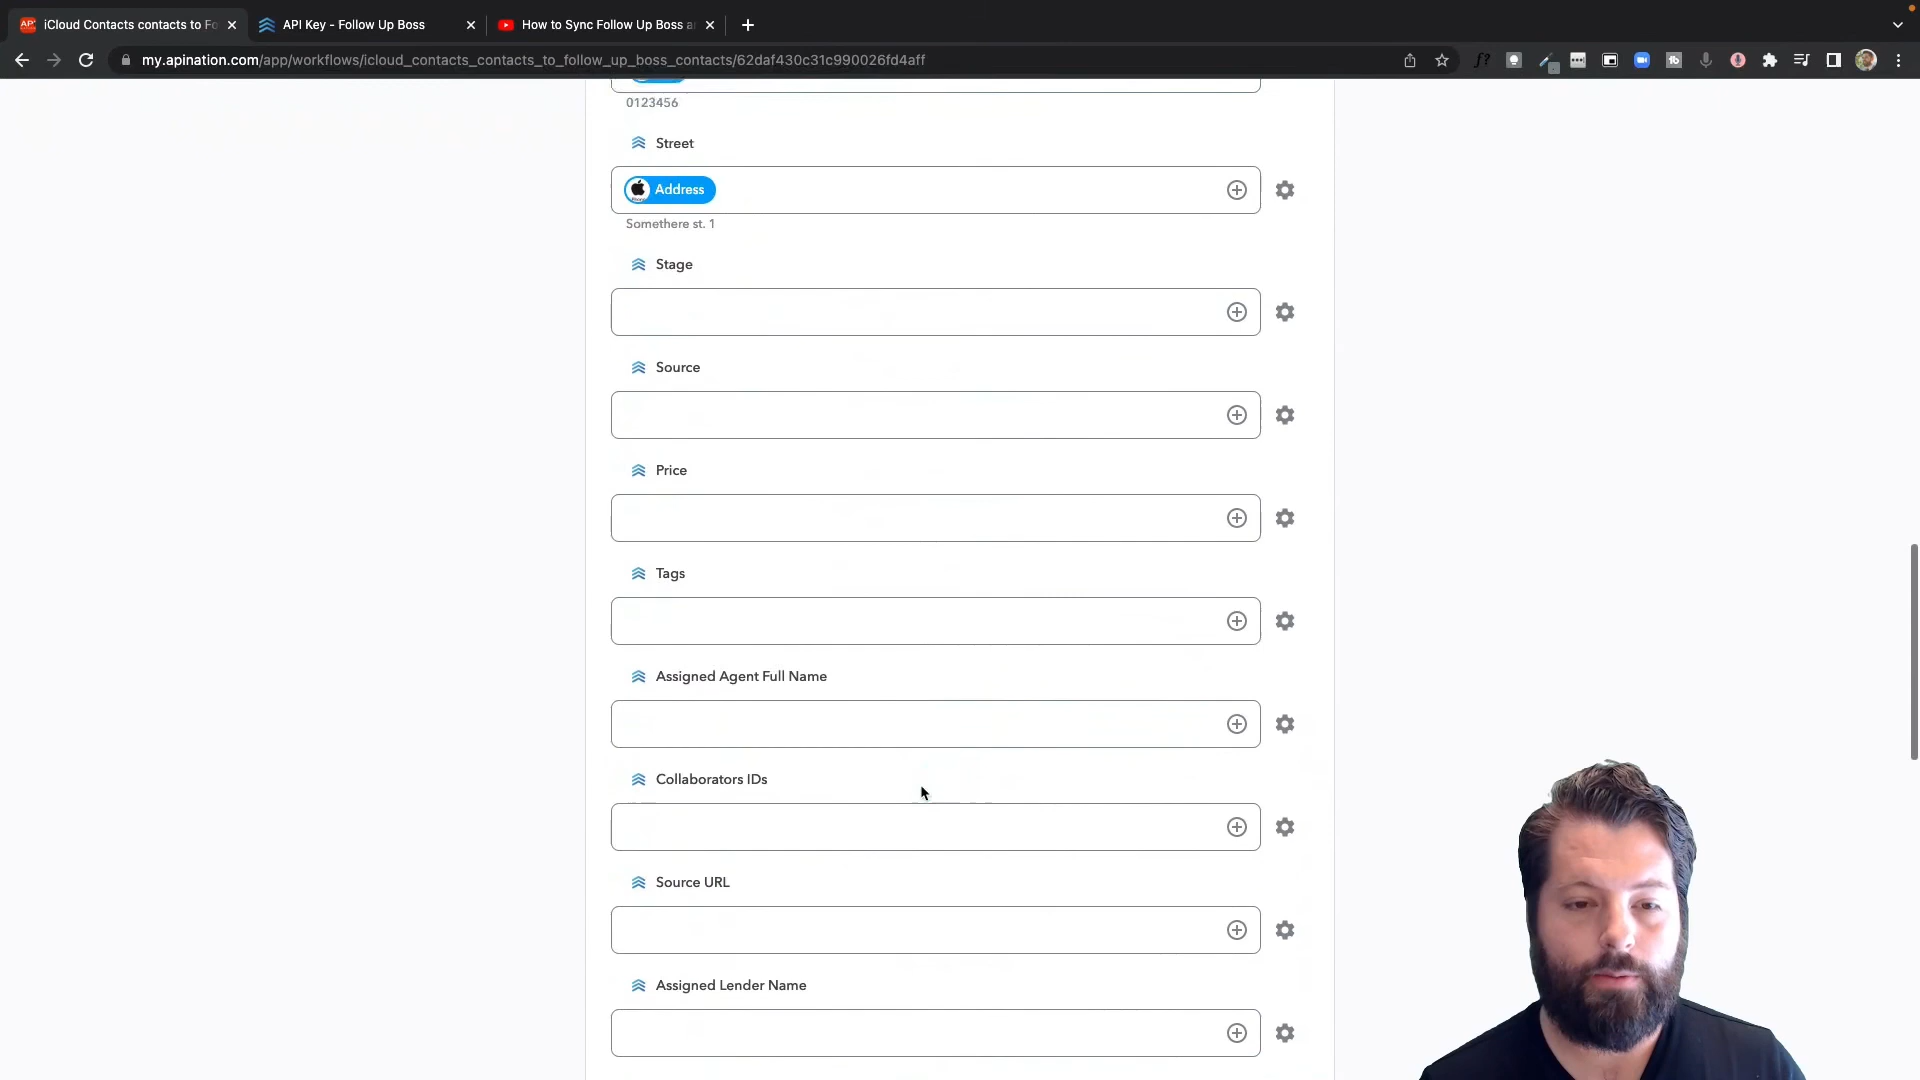 iCloud Contacts contacts to Fo
API Key - Follow Up Boss
How to Sync Follow Up Boss a
my.apination.com/app/workflows/icloud_contacts_contacts_to_follow_up_boss_contacts/62daf430c31c990026fd4aff
0123456
Street
Address
Somethere st. 1
Stage
Source
Price
Tags
Assigned Agent Full Name
Collaborators IDs
Source URL
Assigned Lender Name